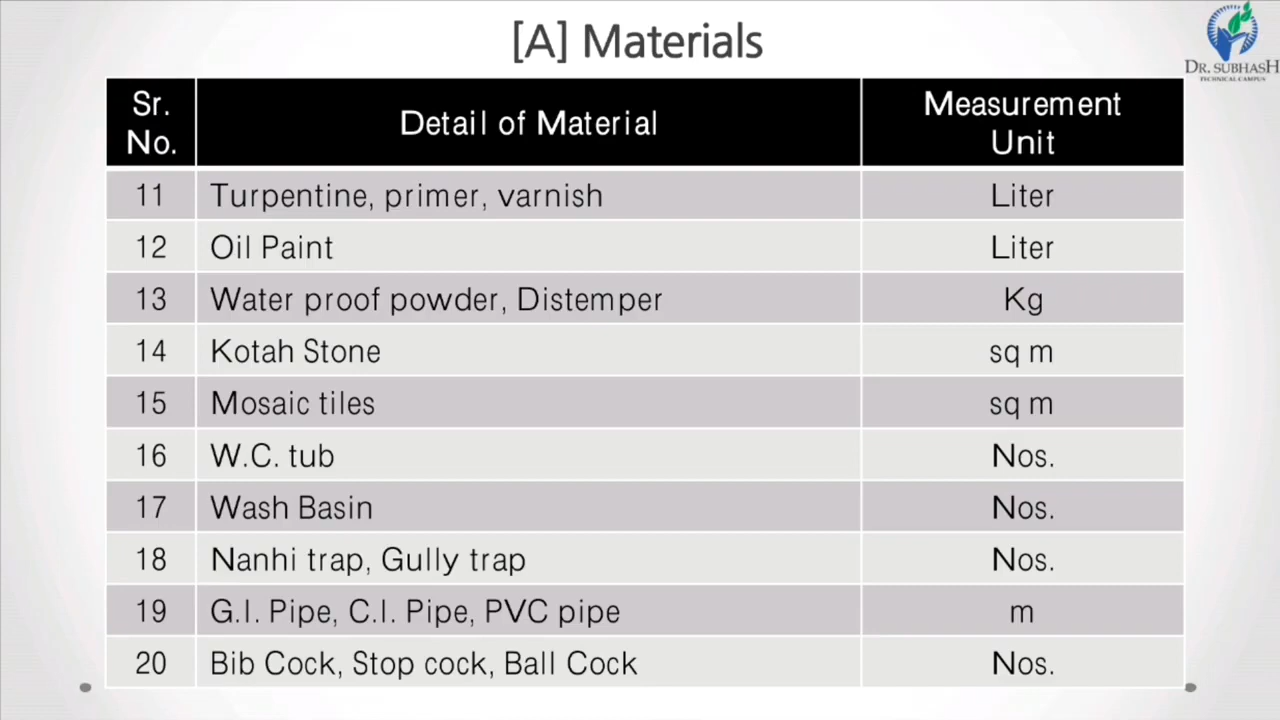 [A] Materials
DR. SUBHASH
TECHNICAL CAMPUS
Sr. No. Detail of Material Measurement Unit
11 Turpentine, primer, varnish Liter
12 Oil Paint Liter
13 Water proof powder, Distemper Kg
14 Kotah Stone sq m
15 Mosaic tiles sq m
16 W.C. tub Nos.
17 Wash Basin Nos.
18 Nanhi trap, Gully trap Nos.
19 G.I. Pipe, C.I. Pipe, PVC pipe m
20 Bib Cock, Stop cock, Ball Cock Nos.